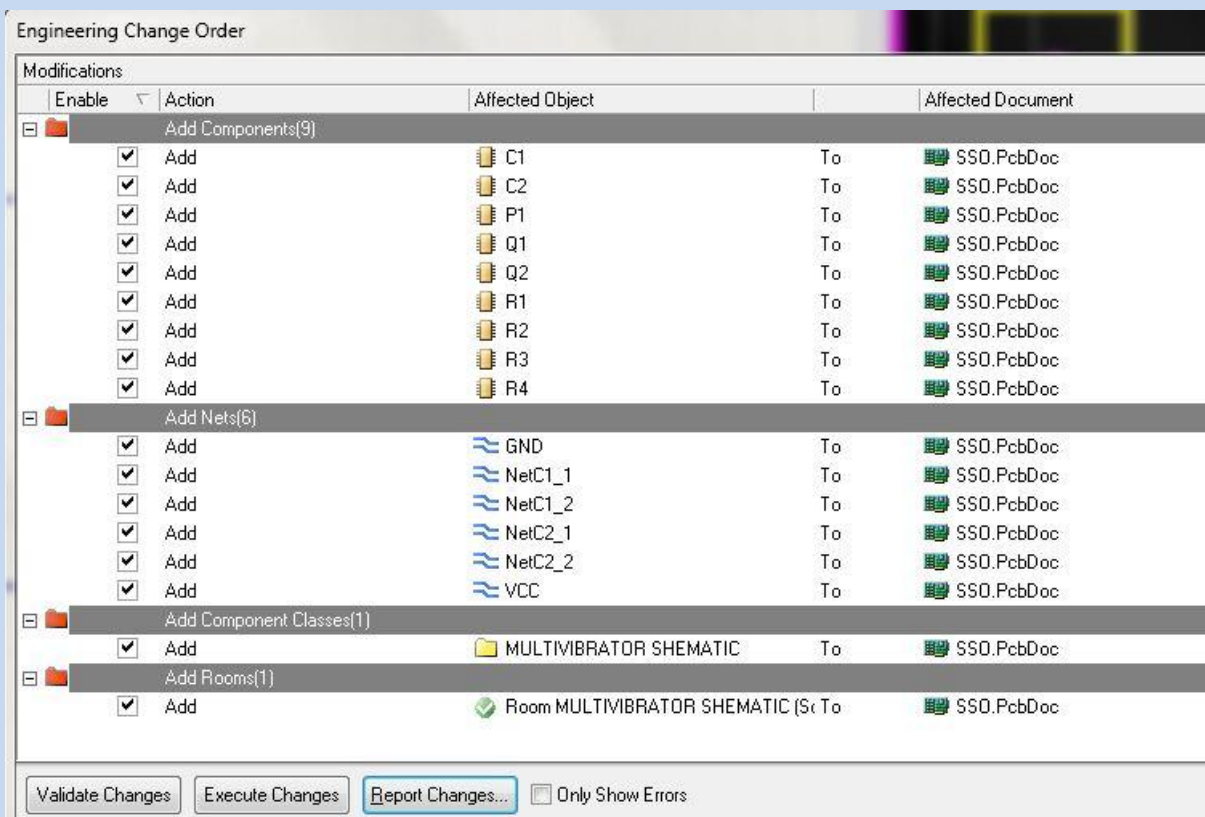 Engineering Change Order
Modifications
Enable Action Affected Object Affected Document
Add Components(9)
Add C1 To SSO.PcbDoc
Add C2 To SSO.PcbDoc
Add P1 To SSO.PcbDoc
Add Q1 To SSO.PcbDoc
Add Q2 To SSO.PcbDoc
Add R1 To SSO.PcbDoc
Add R2 To SSO.PcbDoc
Add R3 To SSO.PcbDoc
Add R4 To SSO.PcbDoc
Add Nets(6)
Add GND To SSO.PcbDoc
Add NetC1_1 To SSO.PcbDoc
Add NetC1_2 To SSO.PcbDoc
Add NetC2_1 To SSO.PcbDoc
Add NetC2_2 To SSO.PcbDoc
Add VCC To SSO.PcbDoc
Add Component Classes(1)
Add MULTIVIBRATOR SHEMATIC To SSO.PcbDoc
Add Rooms(1)
Add Room MULTIVIBRATOR SHEMATIC (Sc To SSO.PcbDoc
Validate Changes Execute Changes Report Changes... Only Show Errors